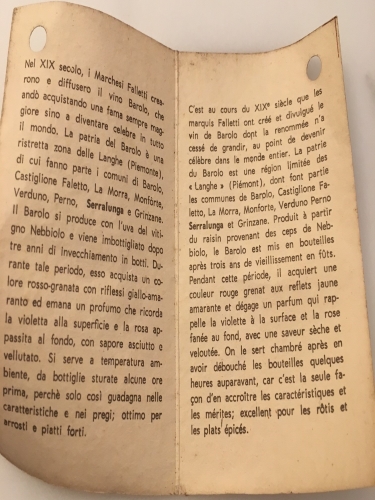 Nel XIX secolo, i Marchesi Falletti crea-
rono e diffusero il vino Barolo, che
andò acquistando una fama sempre mag-
giore sino a diventare celebre in tutto
il mondo. La patria del Barolo è una
ristretta zona delle Langhe (Piemonte),
di cui fanno parte i comuni di Barolo,
Castiglione Faletto, La Morra, Monforte,
Verduno, Perno, Serralunga e Grinzane.
Il Barolo si produce con l'uva del viti-
gno Nebbiolo e viene imbottigliato dopo
tre anni di invecchiamento in botti. Du-
rante tale periodo, esso acquista un co-
lore rosso-granata con riflessi giallo-ama-
ranto ed emana un profumo che ricorda
la violetta alla superficie e la rosa ap-
passita al fondo, con sapore asciutto e
vellutato. Si serve a temperatura am-
biente, da bottiglie sturate alcune ore
prima, perchè solo così guadagna nelle
caratteristiche e nei pregi; ottimo per
arrosti e piatti forti.
C'est au cours du XIXe siècle que les
marquis Falletti ont créé et divulgué le
vin de Barolo dont la renommée n'a
cessé de grandir, au point de devenir
célèbre dans le monde entier. La patrie
du Barolo est une région limitée des
« Langhe » (Piémont), dont font partie
les communes de Barpolo, Castiglione Fa-
letto, La Morra, Monforte, Verduno Perno
Serralunga et Grinzane. Produit à partir
du raisin provenant des ceps de Neb-
biolo, le Barolo est mis en bouteilles
après trois ans de vieillissement en fûts.
Pendant cette période, il acquiert une
couleur rouge grenat aux reflets jaune
amarante et dégage un parfum qui rap-
pelle la violette à la surface et la rose
fanée au fond, avec une saveur sèche et
veloutée. On le sert chambré après en
avoir débouché les bouteilles quelques
heures auparavant, car c'est la seule fa-
çon d'en accroître les caractéristiques et
les mérites; excellent pour les rôtis et
les plats épicés.